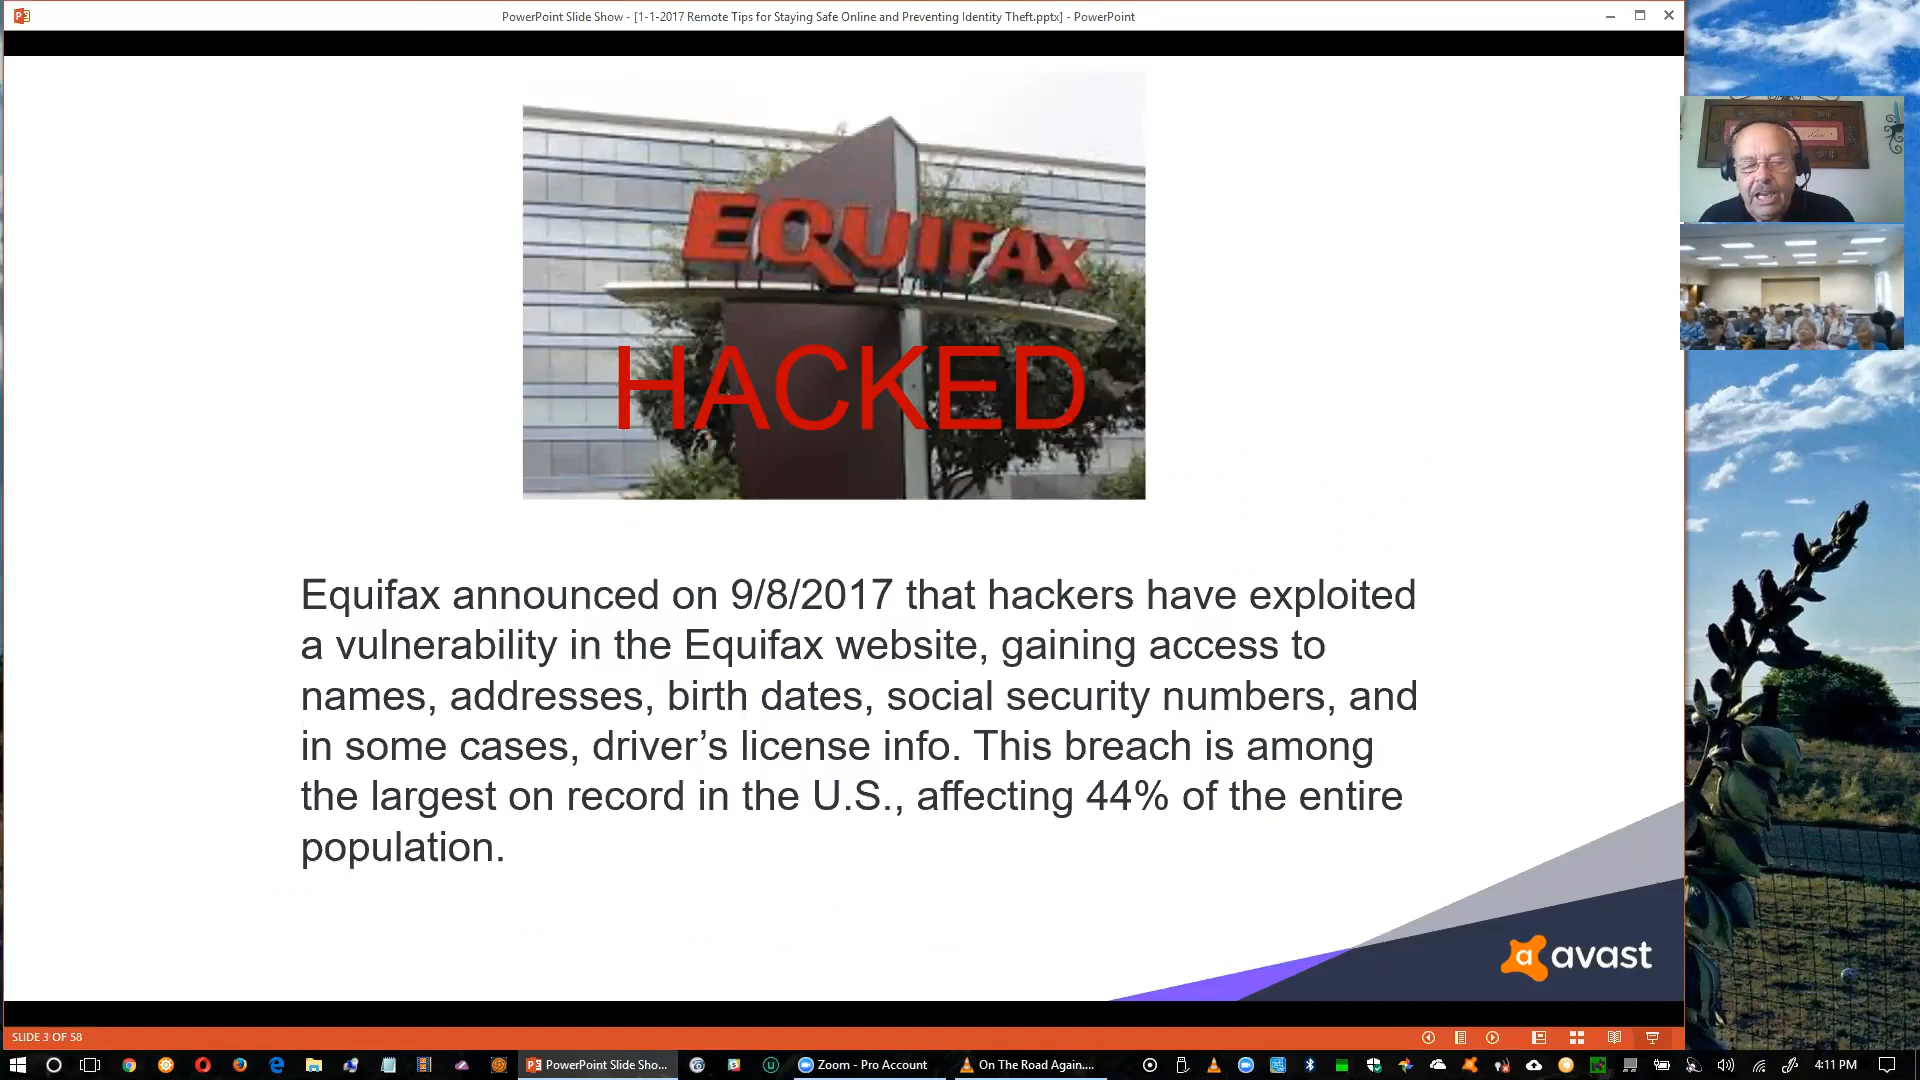 PowerPoint Slide Show - [1-1-2017 Remote Tips for Staying Safe Online and Preventing Identity Theft.pptx] - PowerPoint
EQUIFAX
HACKED
Equifax announced on 9/8/2017 that hackers have exploited
a vulnerability in the Equifax website, gaining access to
names, addresses, birth dates, social security numbers, and
in some cases, driver’s license info. This breach is among
the largest on record in the U.S., affecting 44% of the entire
population.
avast
SLIDE 3 OF 58
PowerPoint Slide Sho...
Zoom - Pro Account
On The Road Again....
4:11 PM